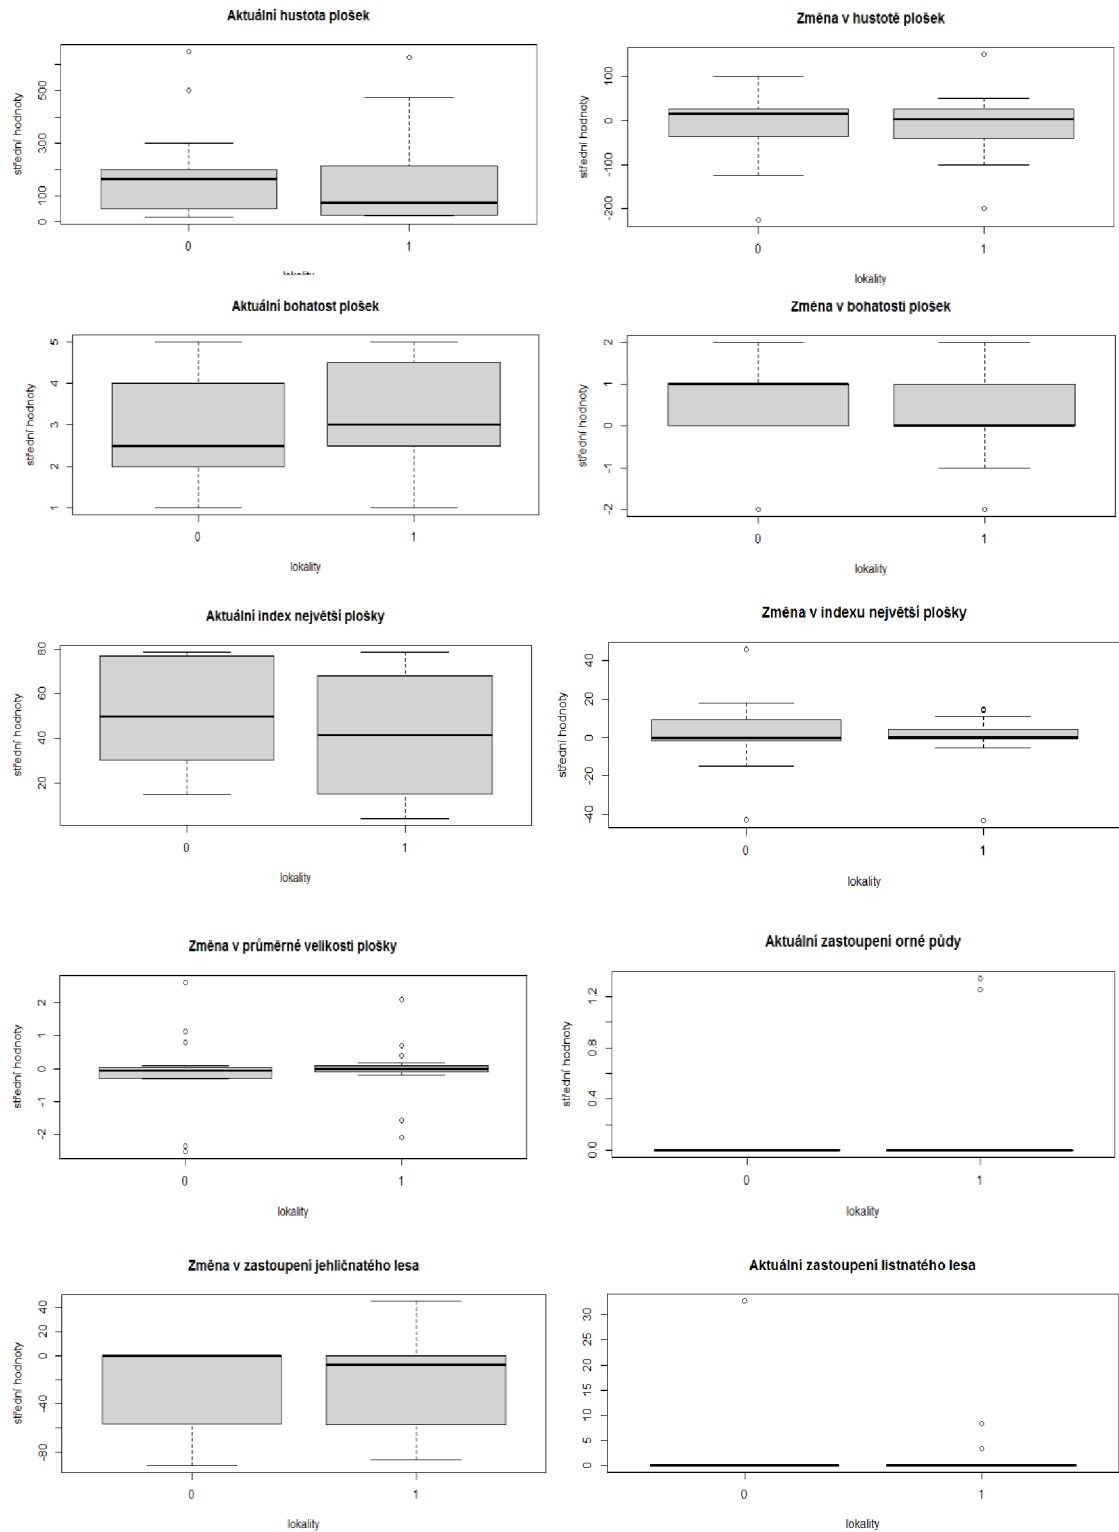 Aktuální hustota plošek
střední hodnoty
500
300
100
0
0
1
lokality
Změna v hustotě plošek
střední hodnoty
100
0
-100
-200
0
1
lokality
Aktuální bohatost plošek
střední hodnoty
5
4
3
2
1
0
1
lokality
Změna v bohatosti plošek
střední hodnoty
2
1
0
-1
-2
0
1
lokality
Aktuální index největší plošky
střední hodnoty
80
60
40
20
0
1
lokality
Změna v indexu největší plošky
střední hodnoty
40
20
0
-20
-40
0
1
lokality
Změna v průměrné velikosti plošky
střední hodnoty
2
1
0
-1
-2
0
1
lokality
Aktuální zastoupení orné půdy
střední hodnoty
1.2
0.8
0.4
0.0
0
1
lokality
Změna v zastoupení jehličnatého lesa
střední hodnoty
40
20
0
-40
-80
0
1
lokality
Aktuální zastoupení listnatého lesa
střední hodnoty
30
25
20
15
10
5
0
0
1
lokality